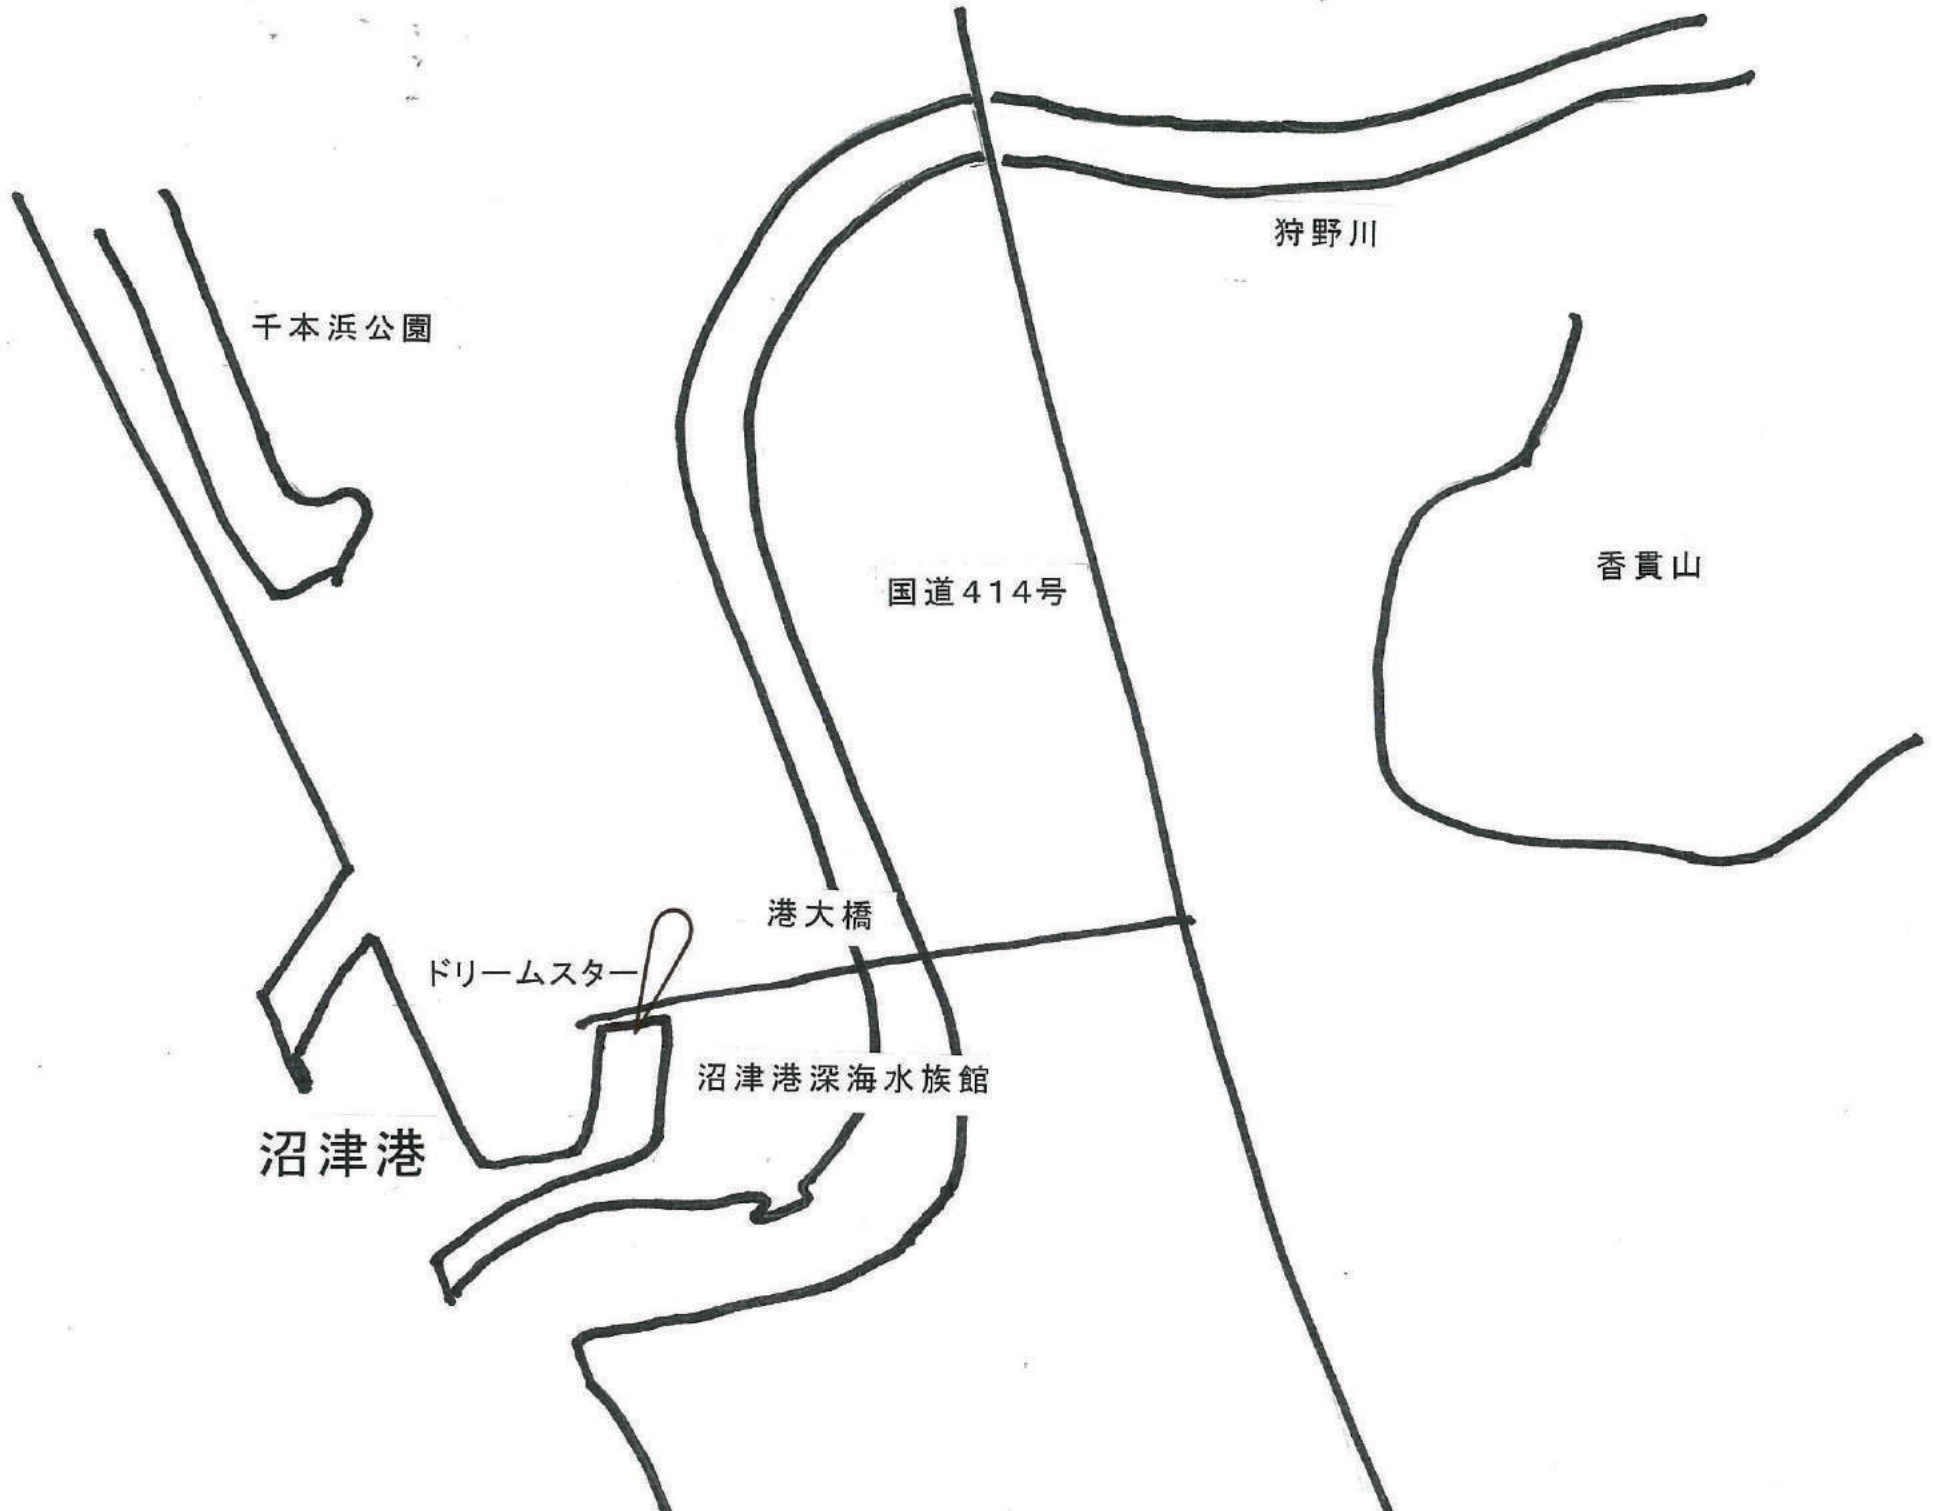 狩野川
千本浜公園
香貫山
国道414号
港大橋
ドリームスター
沼津港深海水族館
沼津港